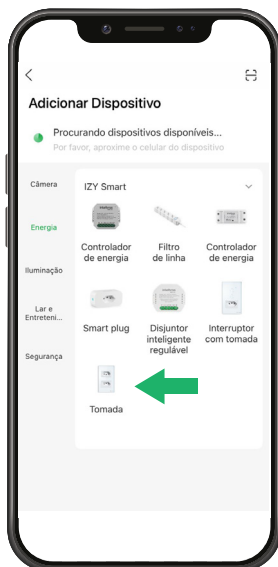 Adicionar Dispositivo
Procurando dispositivos disponíveis...
Por favor, aproxime o celular do dispositivo
Câmera
Energia
Iluminação
Lar e
Entreteni...
Segurança
IZY Smart
Controlador
de energia
Filtro
de linha
Controlador
de energia
Smart plug
Disjuntor
inteligente
regulável
Interruptor
com tomada
Tomada